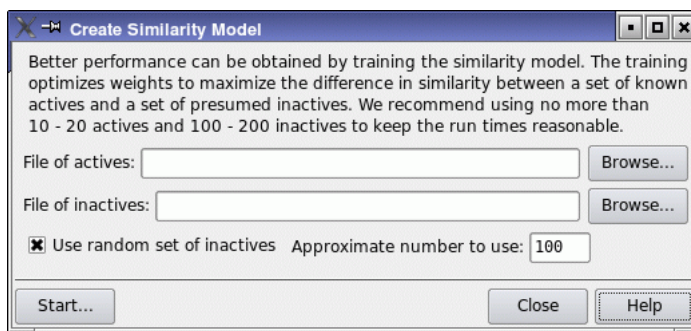 Create Similarity Model
Better performance can be obtained by training the similarity model. The training
optimizes weights to maximize the difference in similarity between a set of known
actives and a set of presumed inactives. We recommend using no more than
10 - 20 actives and 100 - 200 inactives to keep the run times reasonable.
File of actives: Browse...
File of inactives: Browse...
Use random set of inactives Approximate number to use: 100
Start... Close Help